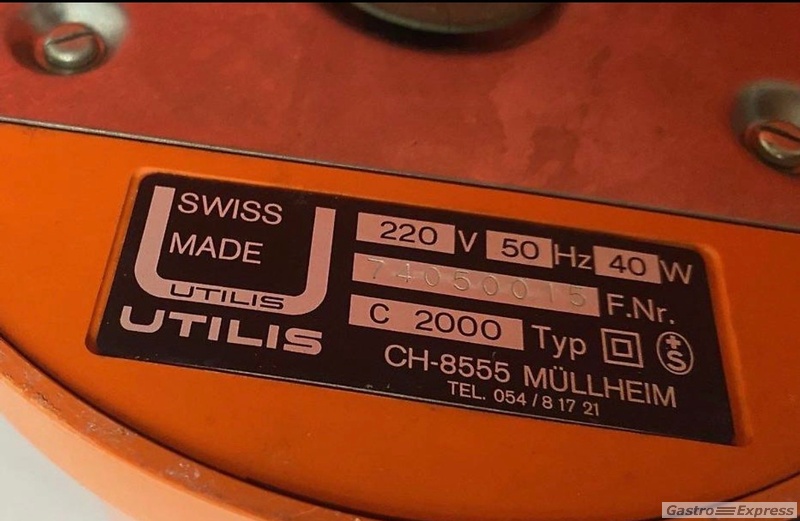 SWISS
MADE
UTILIS
UTILIS
220 V 50 Hz 40 W
74050015 F.Nr.
C 2000 Typ
S
CH-8555 MÜLLHEIM
TEL. 054 / 8 17 21
Gastro Express